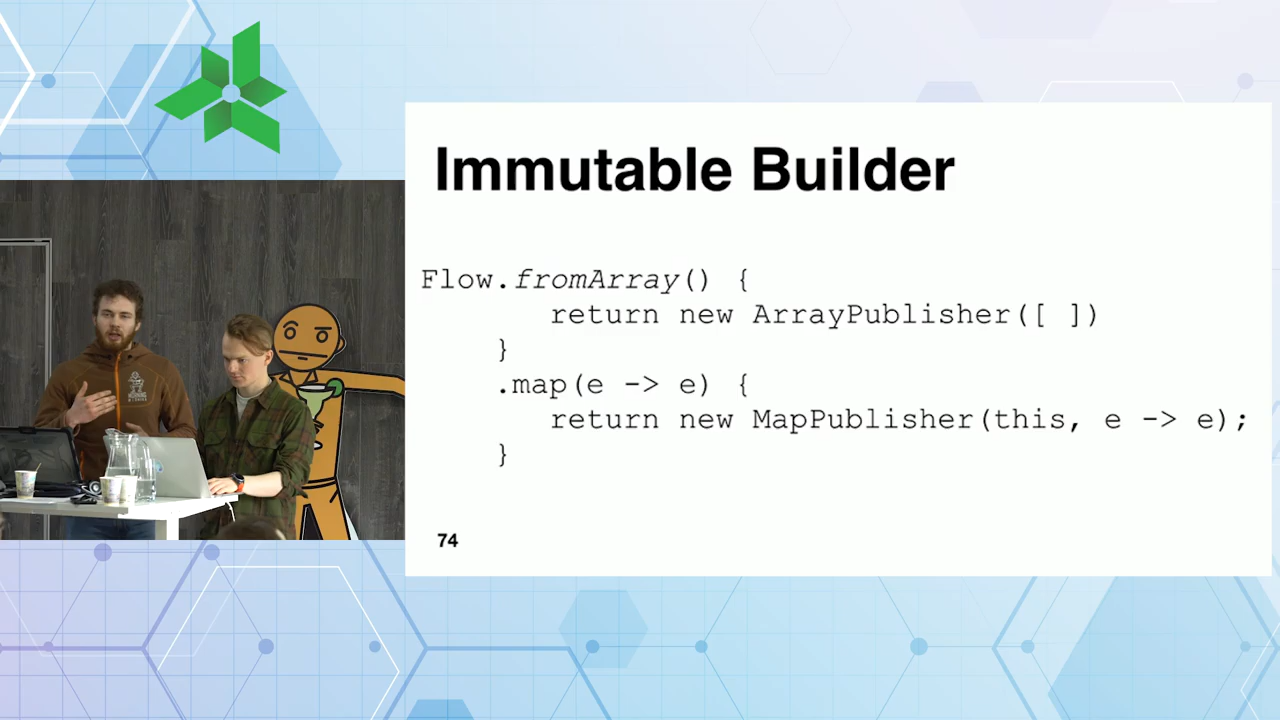 Immutable Builder
Flow.fromArray() {
return new ArrayPublisher([ ])
}
.map(e -> e) {
return new MapPublisher(this, e -> e);
}
74